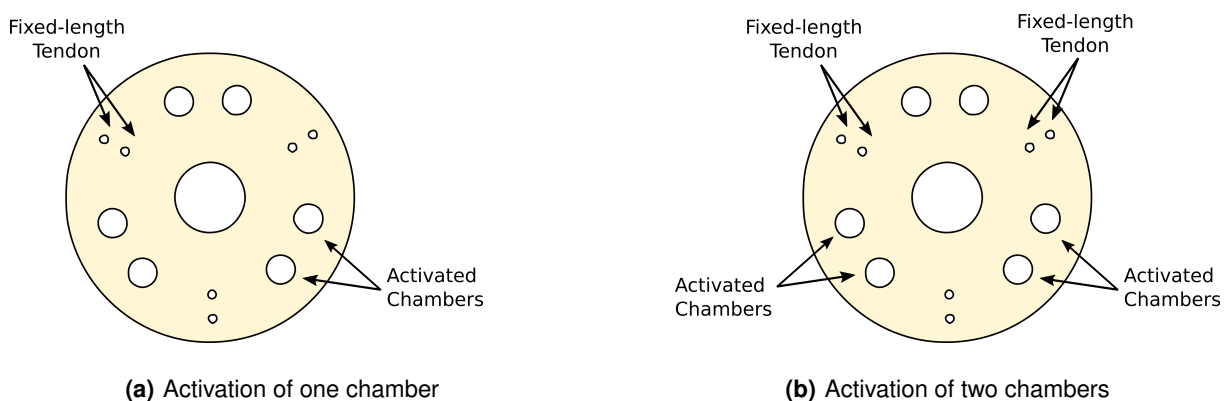 Fixed-length
Tendon
Activated
Chambers
(a) Activation of one chamber
Fixed-length
Tendon
Fixed-length
Tendon
Activated
Chambers
Activated
Chambers
(b) Activation of two chambers